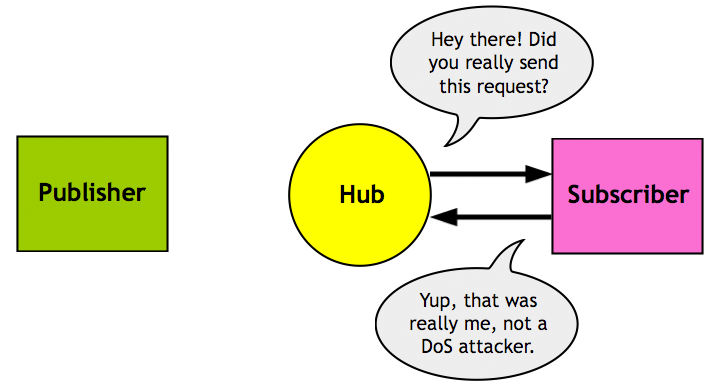 Hey there! Did
you really send
this request?
Publisher
Hub
Subscriber
Yup, that was
really me, not a
DoS attacker.